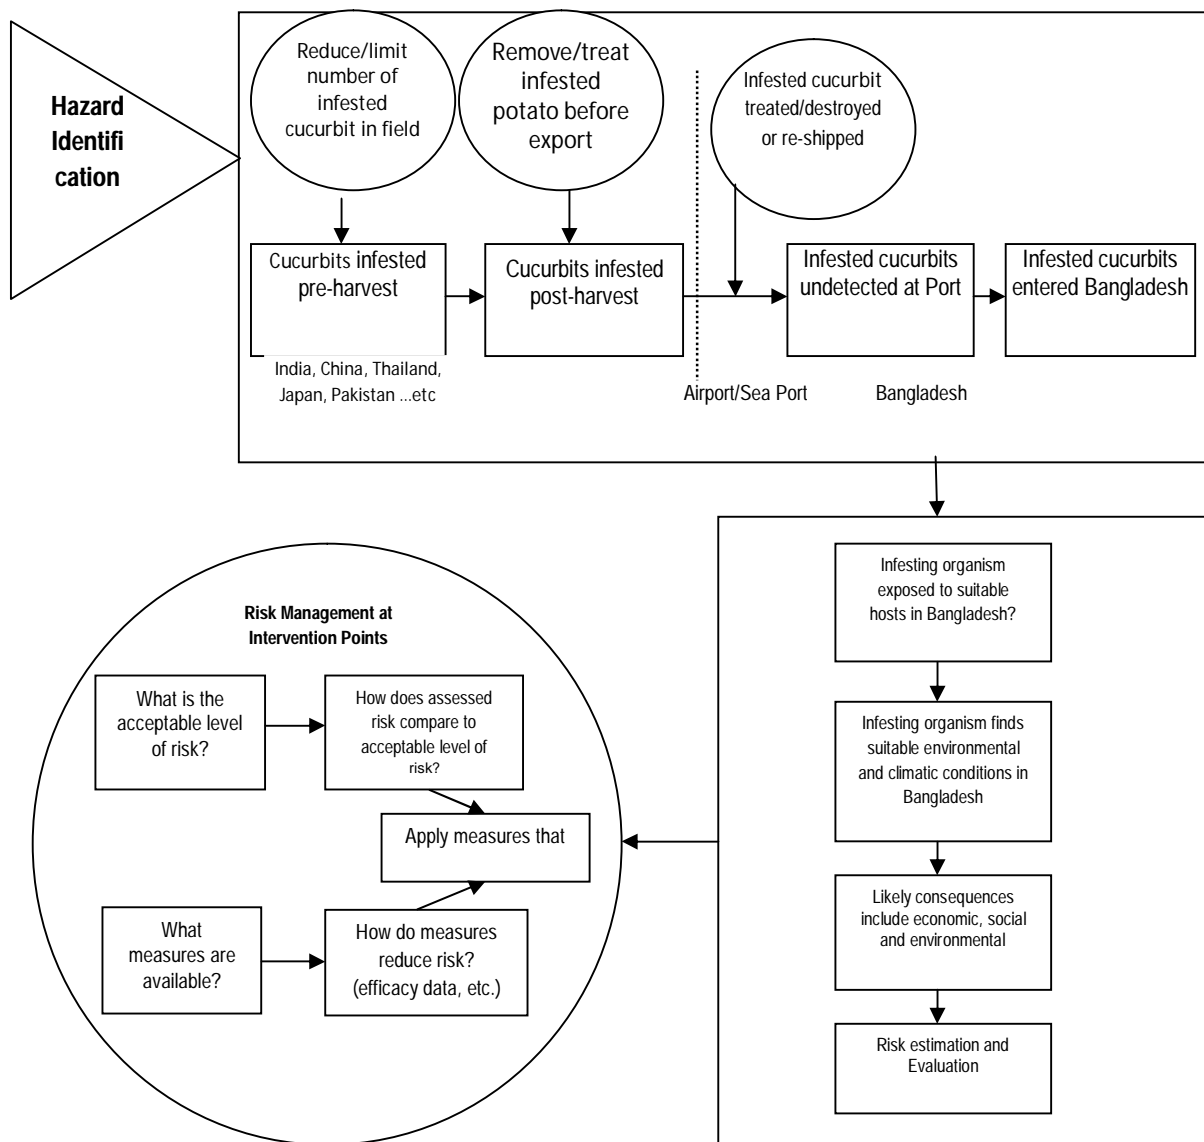 Hazard
Identifi
cation
Reduce/limit
number of
infested
cucurbit in field
Remove/treat
infested
potato before
export
Infested cucurbit
treated/destroyed
or re-shipped
Cucurbits infested
pre-harvest
Cucurbits infested
post-harvest
Infested cucurbits
undetected at Port
Infested cucurbits
entered Bangladesh
India, China, Thailand,
Japan, Pakistan ...etc
Airport/Sea Port
Bangladesh
Infesting organism
exposed to suitable
hosts in Bangladesh?
Infesting organism finds
suitable environmental
and climatic conditions in
Bangladesh
Likely consequences
include economic, social
and environmental
Risk estimation and
Evaluation
Risk Management at
Intervention Points
What is the
acceptable level
of risk?
How does assessed
risk compare to
acceptable level of
risk?
Apply measures that
What
measures are
available?
How do measures
reduce risk?
(efficacy data, etc.)